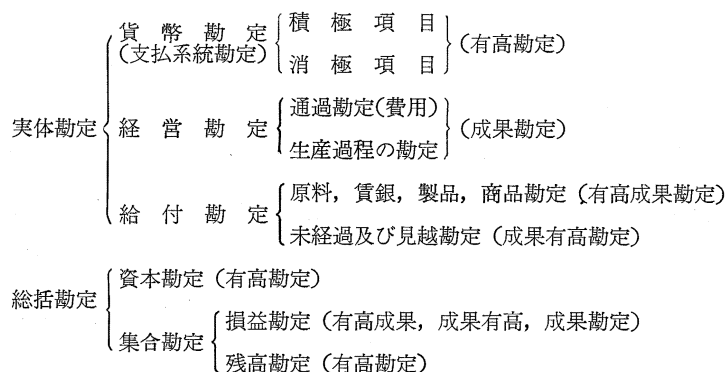 貨幣勘定 積極項目
(支払系統勘定) (有高勘定)
消極項目
通過勘定(費用)
実体勘定 経営勘定 (成果勘定)
生産過程の勘定
原料, 賃銀, 製品, 商品勘定 (有高成果勘定)
給付勘定
未経過及び見越勘定 (成果有高勘定)
資本勘定 (有高勘定)
総括勘定
損益勘定 (有高成果, 成果有高, 成果勘定)
集合勘定
残高勘定 (有高勘定)